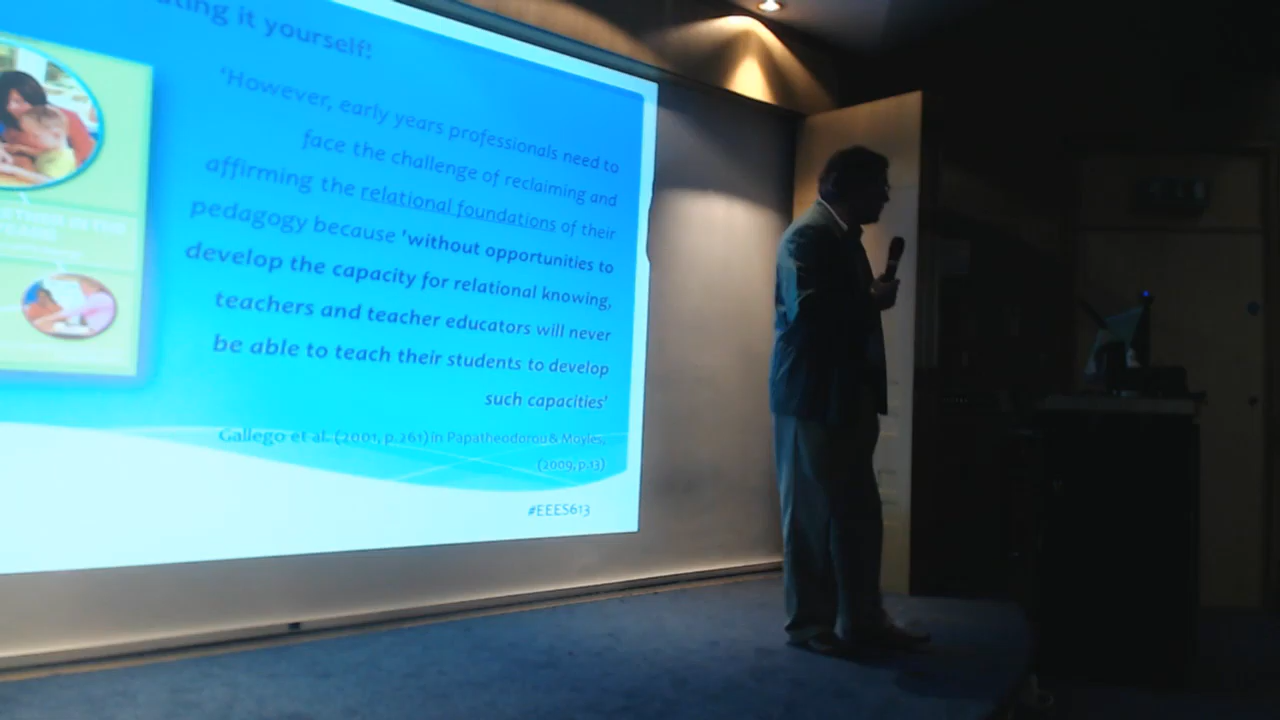 it yourself!
'However, early years professionals need to
face the challenge of reclaiming and
affirming the relational foundations of their
pedagogy because 'without opportunities to
develop the capacity for relational knowing,
teachers and teacher educators will never
be able to teach their students to develop
such capacities'
Gallego et al. (2001, p.261)in Papatheodorou & Moyles,
(2009, p.13)
#EEES613